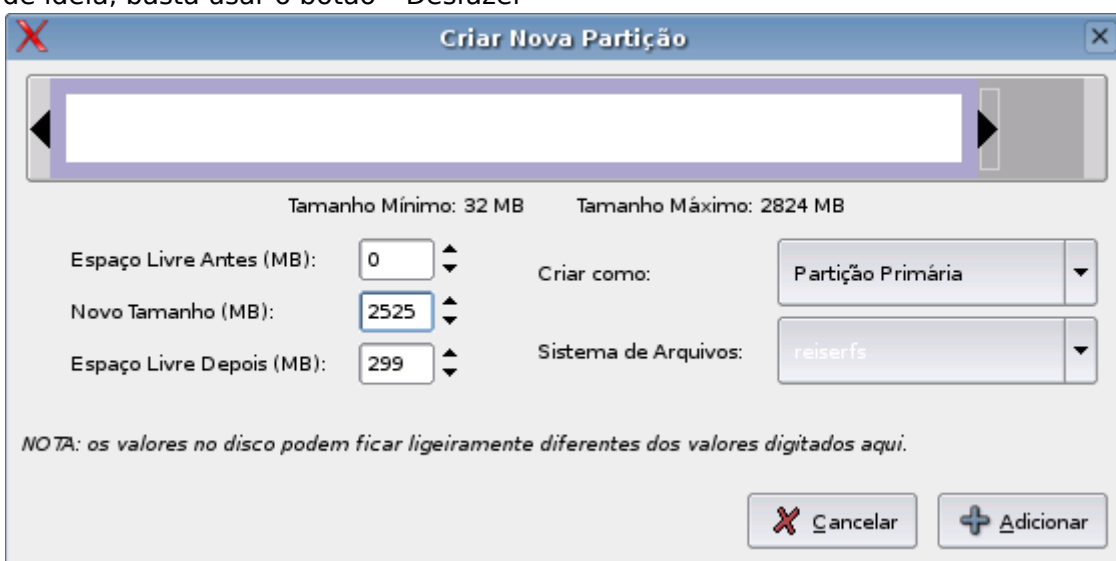 de ideia, basta usar o botão “Desfazer”
Criar Nova Partição
Tamanho Mínimo: 32 MB Tamanho Máximo: 2824 MB
Espaço Livre Antes (MB): 0
Criar como: Partição Primária
Novo Tamanho (MB): 2525
Sistema de Arquivos: reiserfs
Espaço Livre Depois (MB): 299
NOTA: os valores no disco podem ficar ligeiramente diferentes dos valores digitados aqui.
Cancelar Adicionar